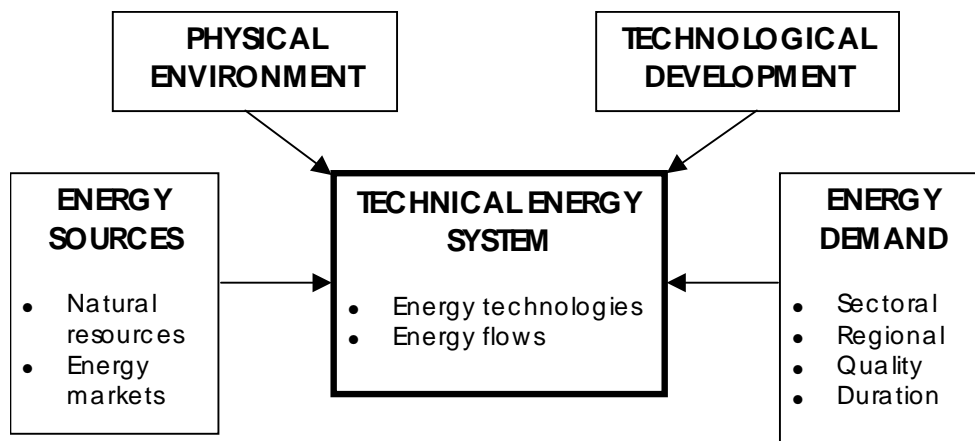 PHYSICAL
ENVIRONMENT
TECHNOLOGICAL
DEVELOPMENT
ENERGY
SOURCES
• Natural
resources
• Energy
markets
TECHNICAL ENERGY
SYSTEM
• Energy technologies
• Energy flows
ENERGY
DEMAND
• Sectoral
• Regional
• Quality
• Duration